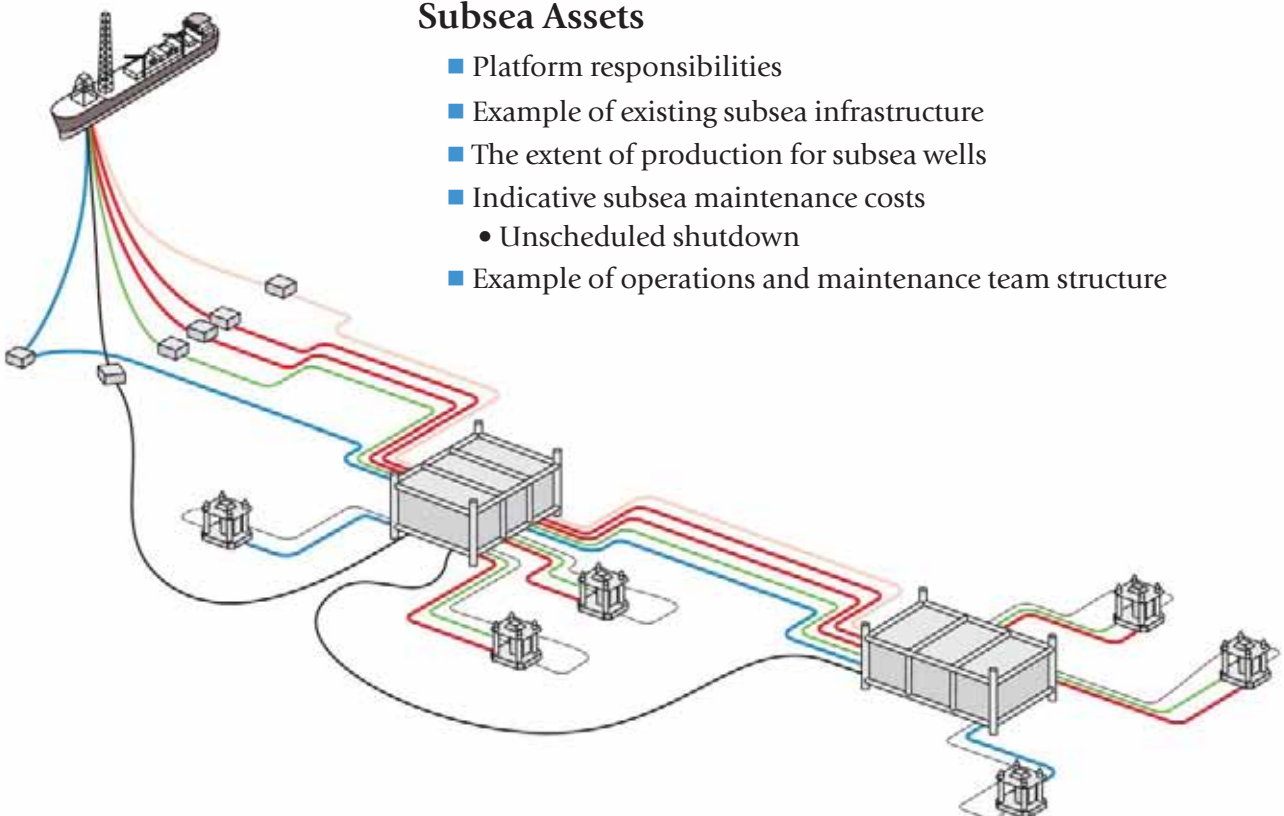 Subsea Assets
■ Platform responsibilities
■ Example of existing subsea infrastructure
■ The extent of production for subsea wells
■ Indicative subsea maintenance costs
• Unscheduled shutdown
■ Example of operations and maintenance team structure